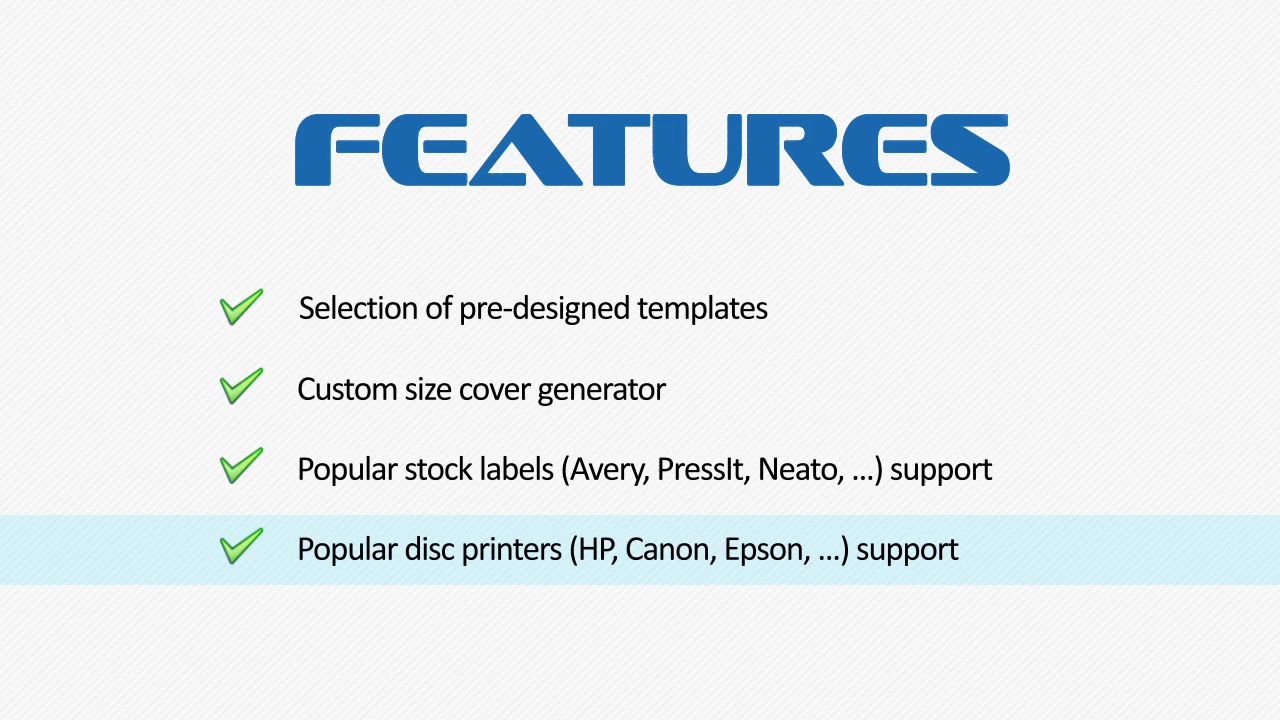 FEATURES
Selection of pre-designed templates
Custom size cover generator
Popular stock labels (Avery, PressIt, Neato, ...) support
Popular disc printers (HP, Canon, Epson, ...) support